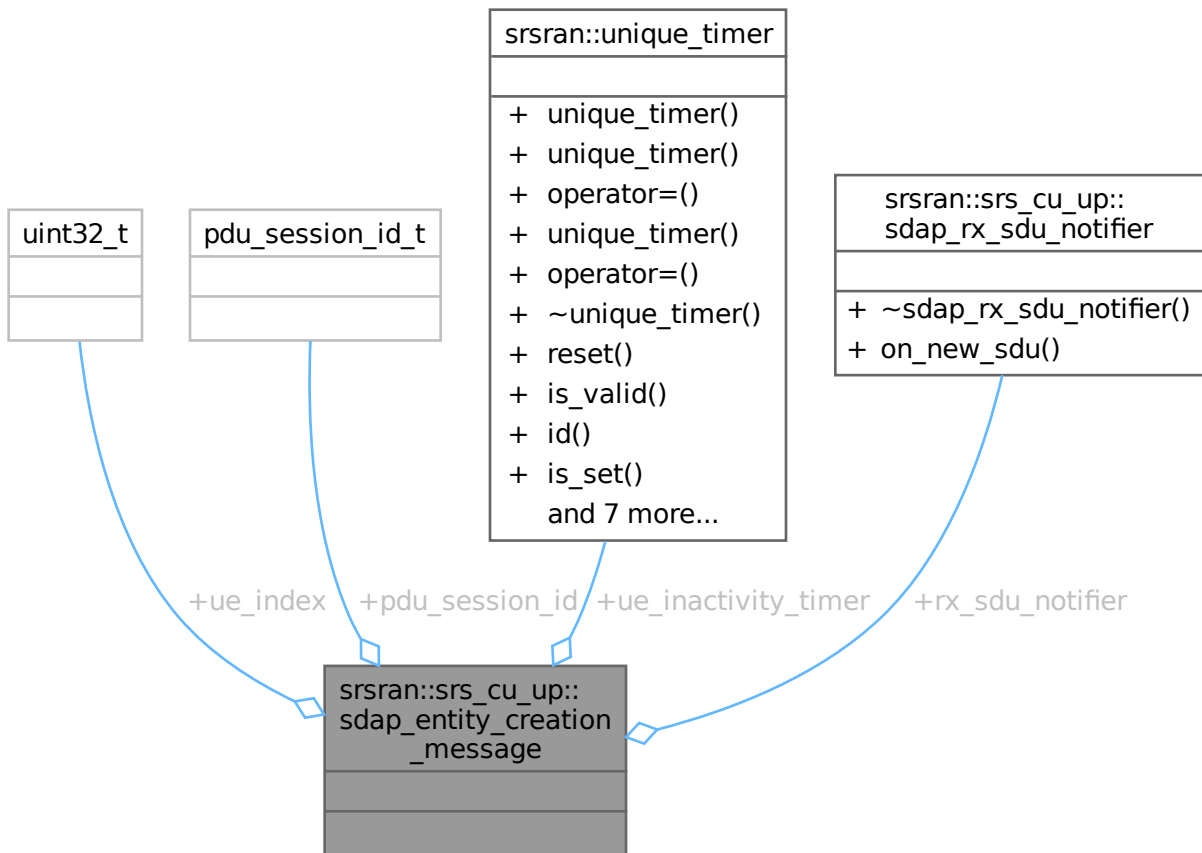 srsran::unique_timer
+ unique_timer()
+ unique_timer()
+ operator=()
+ unique_timer()
+ operator=()
+ ~unique_timer()
+ reset()
+ is_valid()
+ id()
+ is_set()
and 7 more...
uint32_t
pdu_session_id_t
srsran::srs_cu_up::
sdap_rx_sdu_notifier
+ ~sdap_rx_sdu_notifier()
+ on_new_sdu()
+ue_index
+pdu_session_id
+ue_inactivity_timer
+rx_sdu_notifier
srsran::srs_cu_up::
sdap_entity_creation
_message